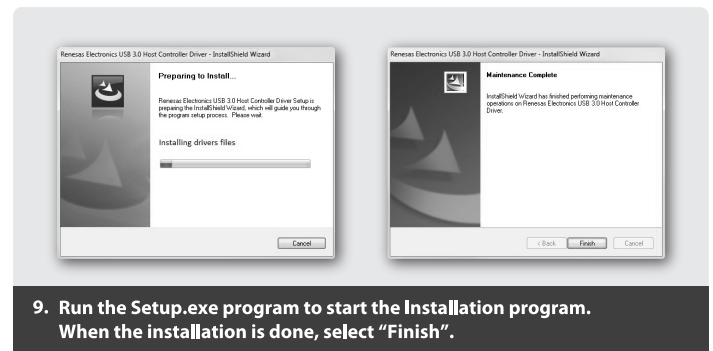 Renesas Electronics USB 3.0 Host Controller Driver - InstallShield Wizard
Preparing to Install...
Renesas Electronics USB 3.0 Host Controller Driver Setup is
preparing the InstallShield Wizard, which will guide you through
the program setup process. Please wait.
Installing drivers files
Cancel
Renesas Electronics USB 3.0 Host Controller Driver - InstallShield Wizard
Maintenance Complete
InstallShield Wizard has finished performing maintenance
operations on Renesas Electronics USB 3.0 Host Controller
Driver.
< Back Finish Cancel
9. Run the Setup.exe program to start the Installation program.
When the installation is done, select “Finish”.